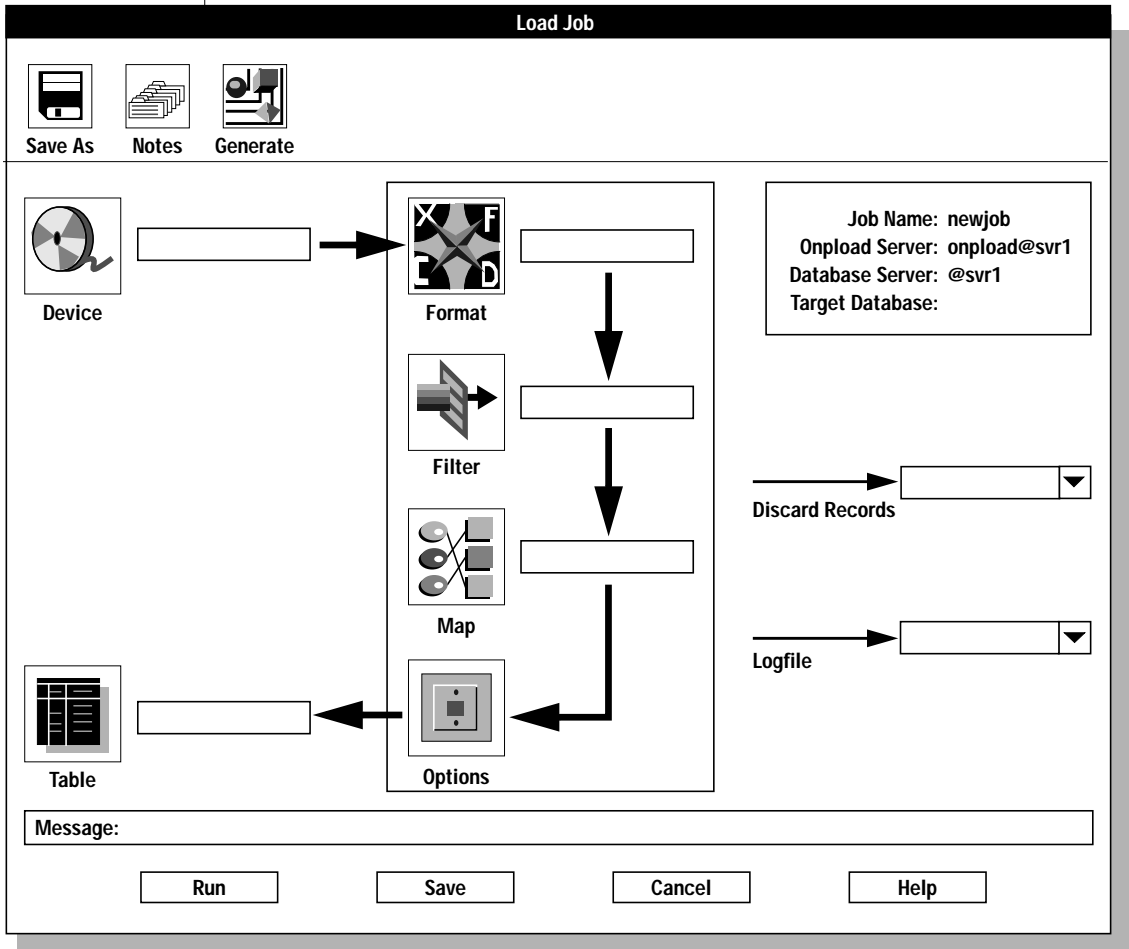 Load Job
Save As
Notes
Generate
Device
X F
E D
Format
Job Name: newjob
Onpload Server: onpload@svr1
Database Server: @svr1
Target Database:
Filter
Discard Records
Map
Logfile
Table
Options
Message:
Run
Save
Cancel
Help